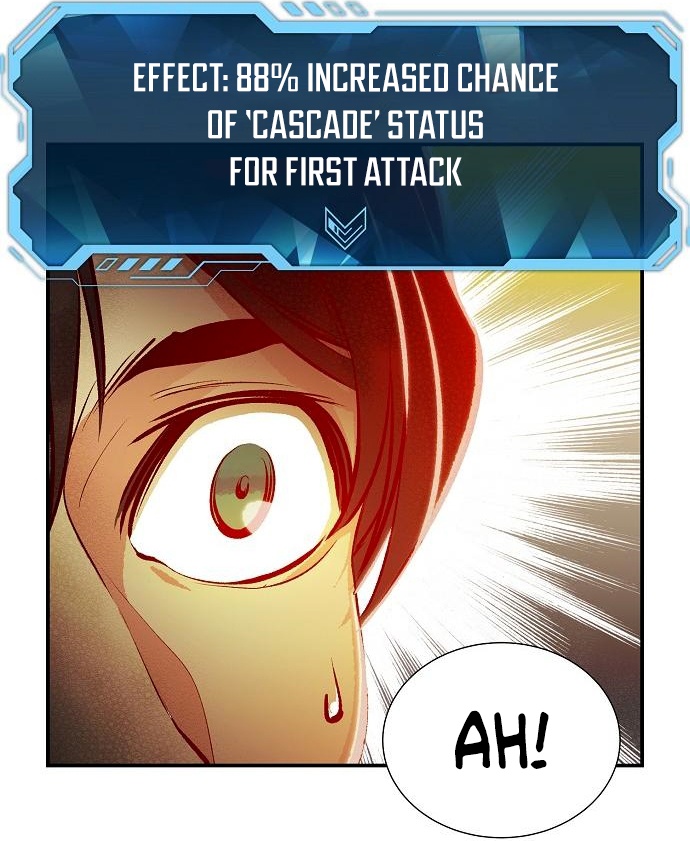 EFFECT: 88% INCREASED CHANCE
OF 'CASCADE' STATUS
FOR FIRST ATTACK
AH!